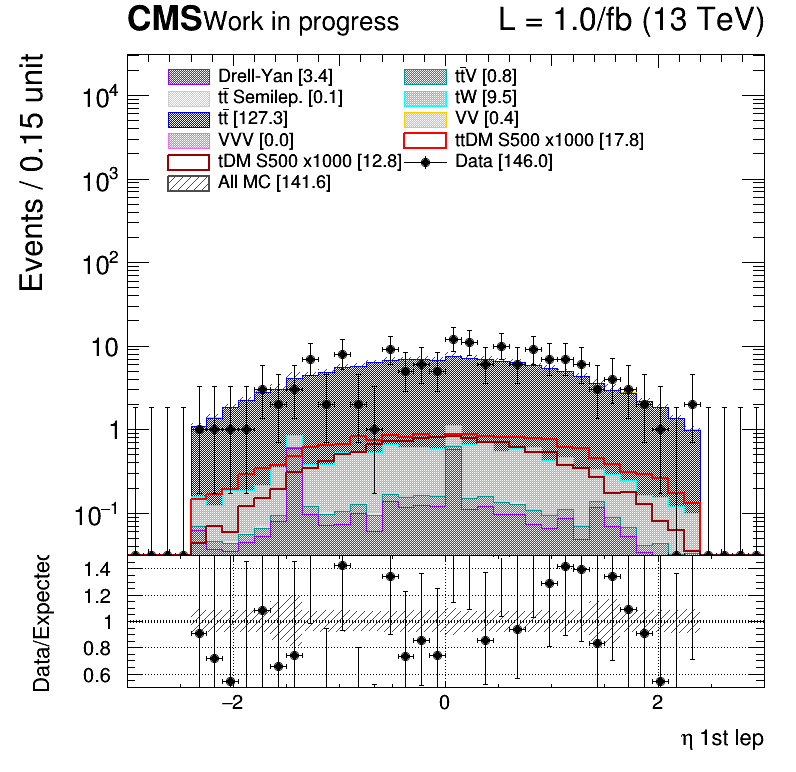 CMS Work in progress L = 1.0/fb (13 TeV)
Events / 0.15 unit
Drell-Yan [3.4] tt̄V [0.8]
tt̄ Semilep. [0.1] tW [9.5]
tt̄ [127.3] VV [0.4]
VVV [0.0] ttDM S500 x1000 [17.8]
tDM S500 x1000 [12.8] Data [146.0]
All MC [141.6]
10⁴
10³
10²
10
1
10⁻¹
Data/Expected
1.4
1.2
1
0.8
0.6
−2 0 2
η 1st lep